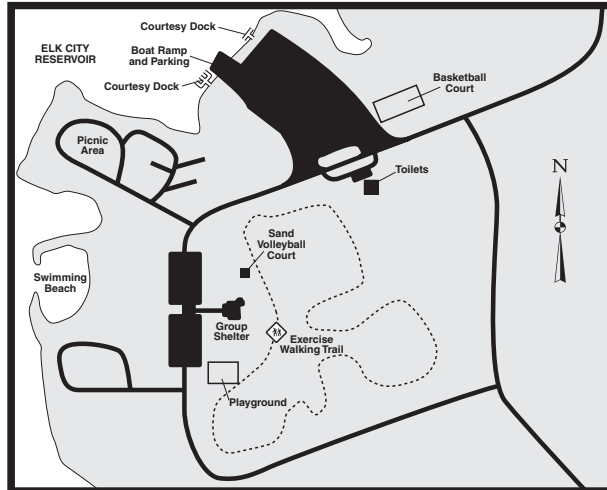 Courtesy Dock
ELK CITY
RESERVOIR
Boat Ramp
and Parking
Courtesy Dock
Basketball
Court
Picnic
Area
Toilets
N
Sand
Volleyball
Court
Swimming
Beach
Group
Shelter
Exercise
Walking Trail
Playground